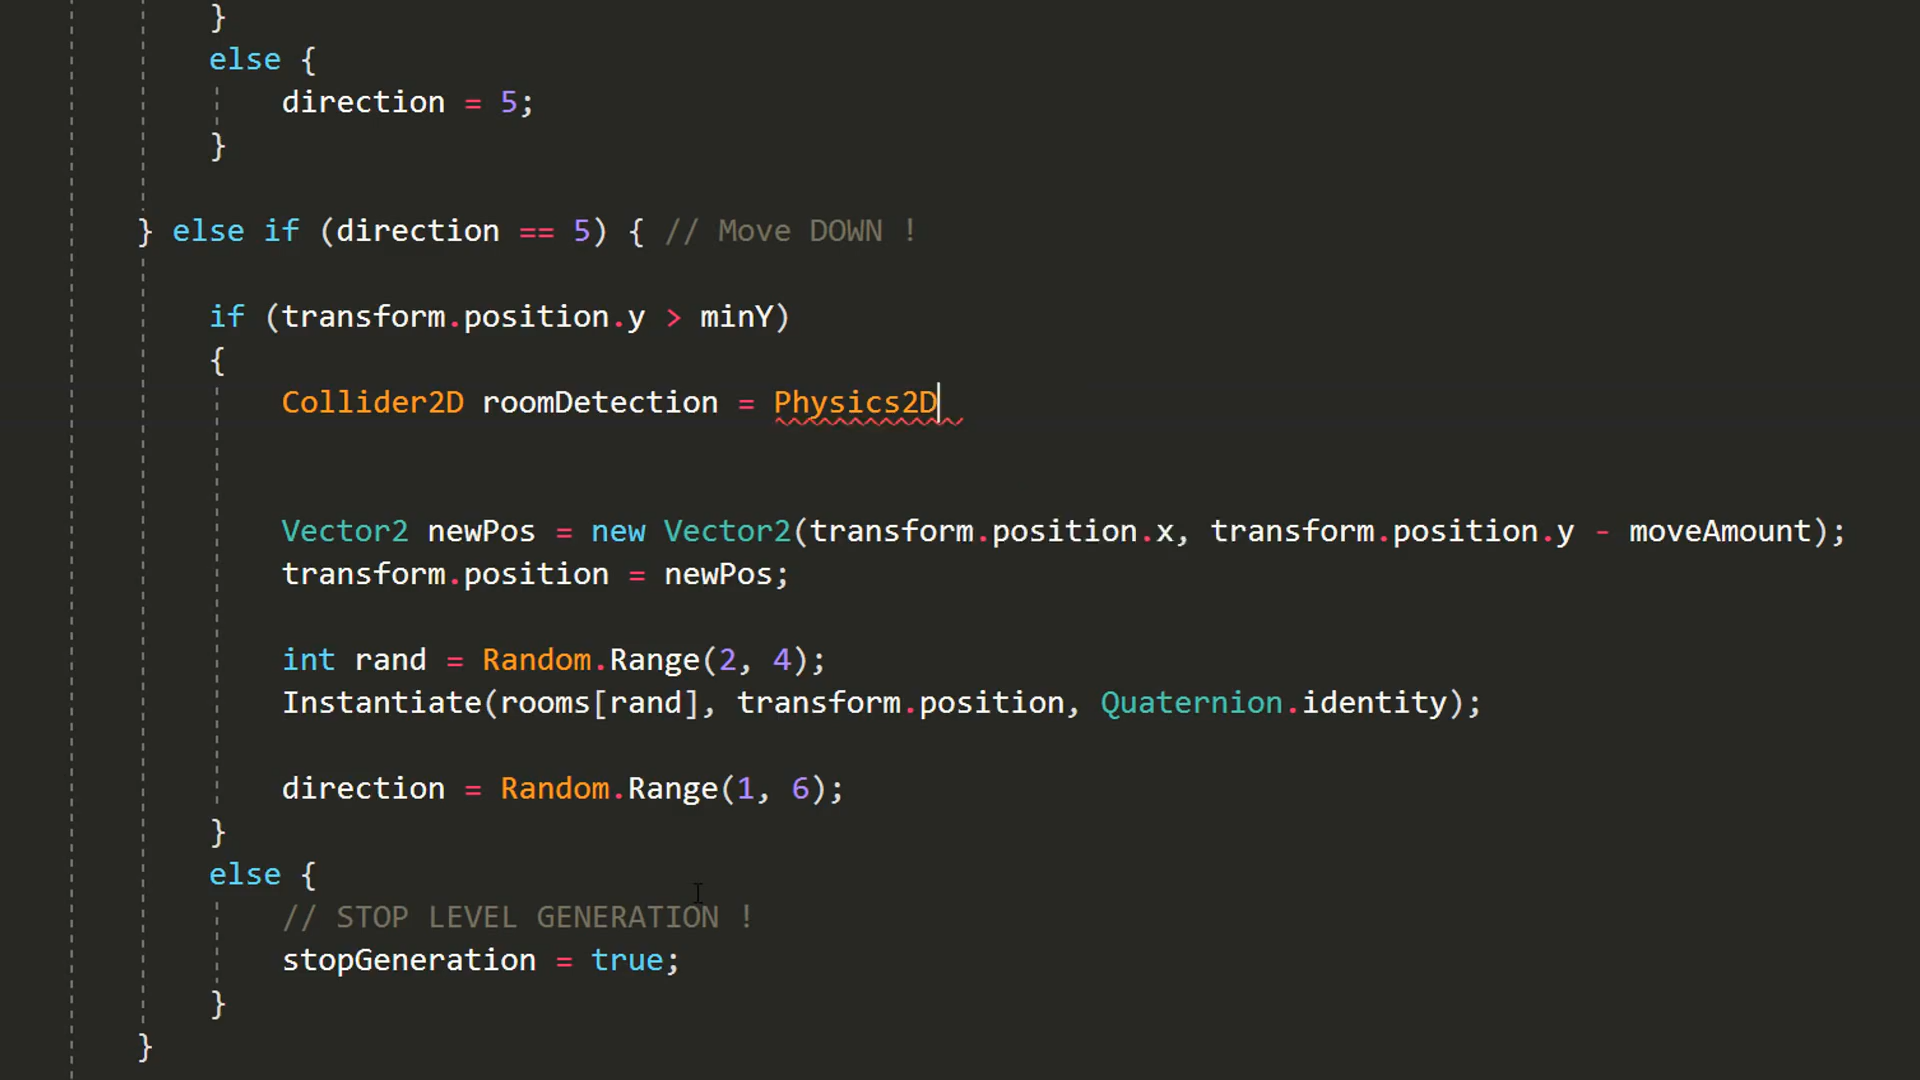 }
else {
direction = 5;
}
} else if (direction == 5) { // Move DOWN !
if (transform.position.y > minY)
{
Collider2D roomDetection = Physics2D
Vector2 newPos = new Vector2(transform.position.x, transform.position.y - moveAmount);
transform.position = newPos;
int rand = Random.Range(2, 4);
Instantiate(rooms[rand], transform.position, Quaternion.identity);
direction = Random.Range(1, 6);
}
else {
// STOP LEVEL GENERATION !
stopGeneration = true;
}
}